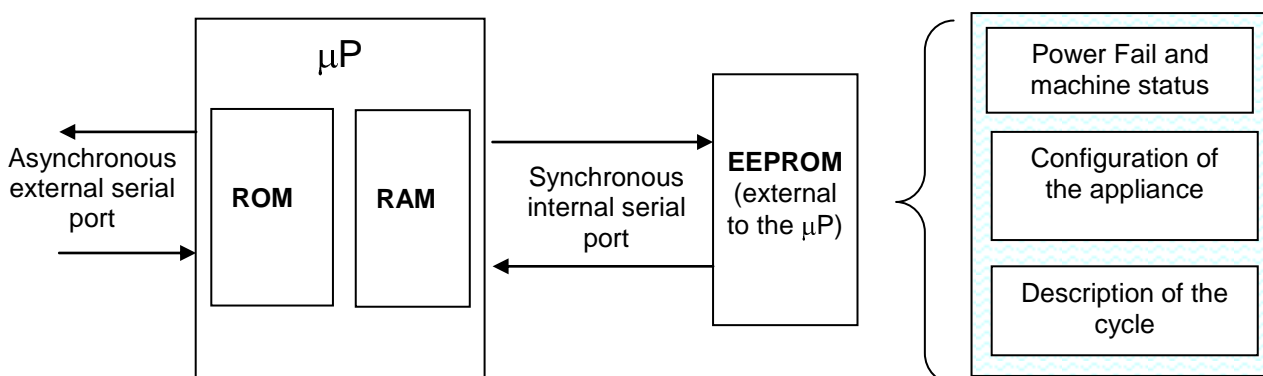 μP
Asynchronous
external serial
port
ROM
RAM
Synchronous
internal serial
port
EEPROM
(external
to the μP)
Power Fail and
machine status
Configuration of
the appliance
Description of the
cycle